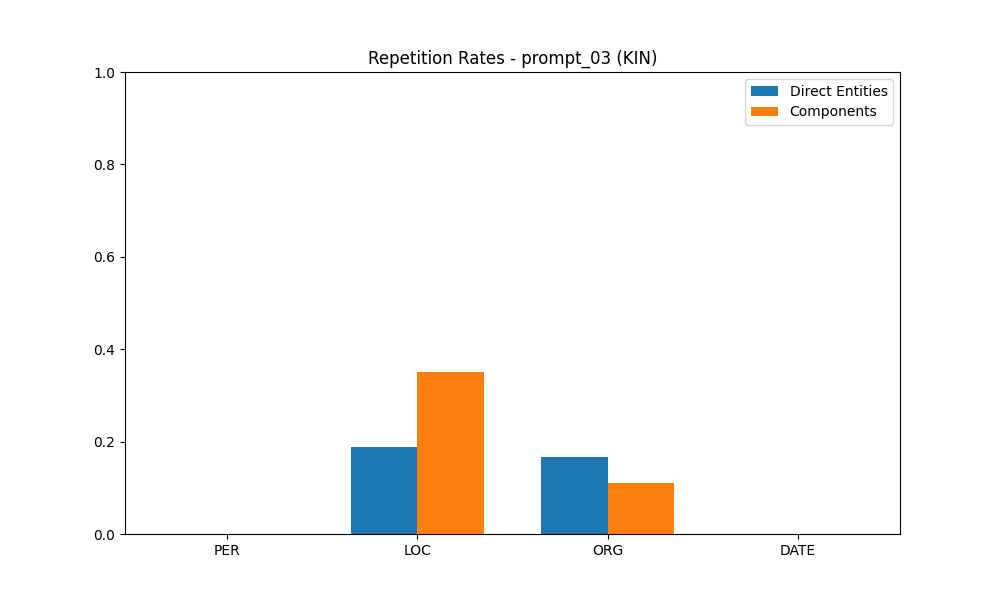 Repetition Rates - prompt_03 (KIN)
Direct Entities
Components
1.0
0.8
0.6
0.4
0.2
0.0
PER LOC ORG DATE